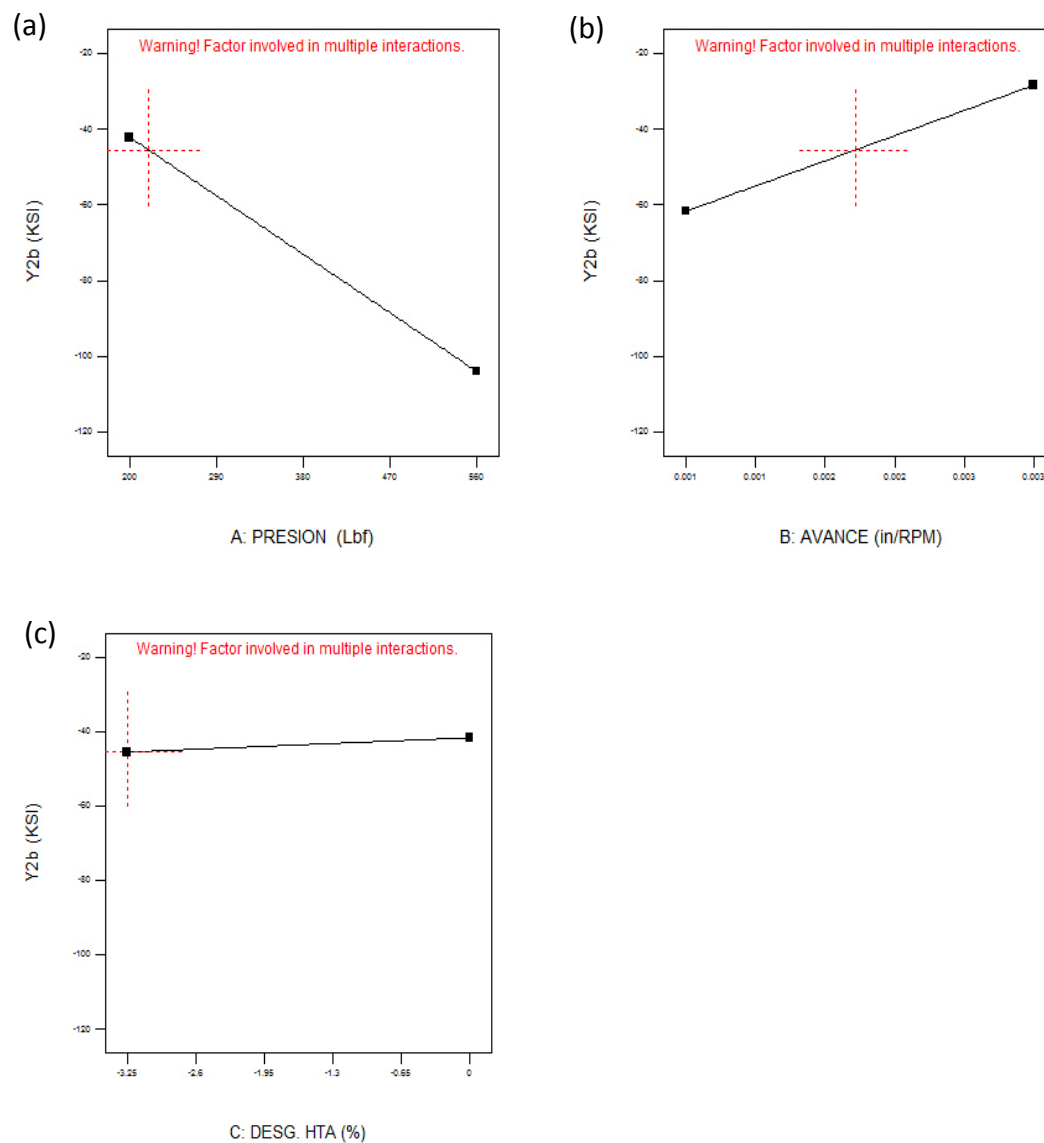 (a)
Warning! Factor involved in multiple interactions.
-20
-40
-60
-80
-100
-120
Y2b (KSI)
200 290 380 470 560
A: PRESION (Lbf)
(b)
Warning! Factor involved in multiple interactions.
-20
-40
-60
-80
-100
-120
Y2b (KSI)
0.001 0.001 0.002 0.002 0.003 0.003
B: AVANCE (in/RPM)
(c)
Warning! Factor involved in multiple interactions.
-20
-40
-60
-80
-100
-120
Y2b (KSI)
-3.25 -2.6 -1.95 -1.3 -0.65 0
C: DESG. HTA (%)